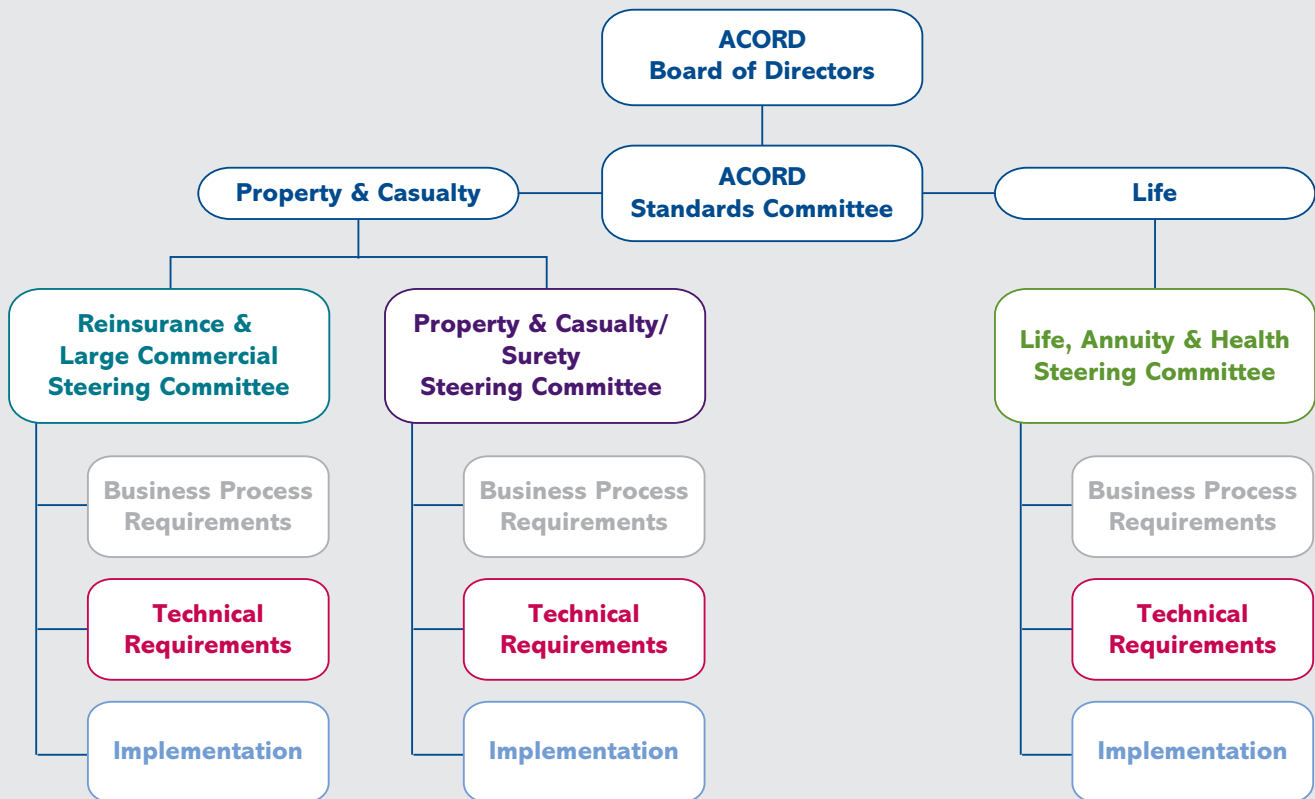 ACORD
Board of Directors
Property & Casualty
ACORD
Standards Committee
Life
Reinsurance &
Large Commercial
Steering Committee
Property & Casualty/
Surety
Steering Committee
Life, Annuity & Health
Steering Committee
Business Process
Requirements
Business Process
Requirements
Business Process
Requirements
Technical
Requirements
Technical
Requirements
Technical
Requirements
Implementation
Implementation
Implementation